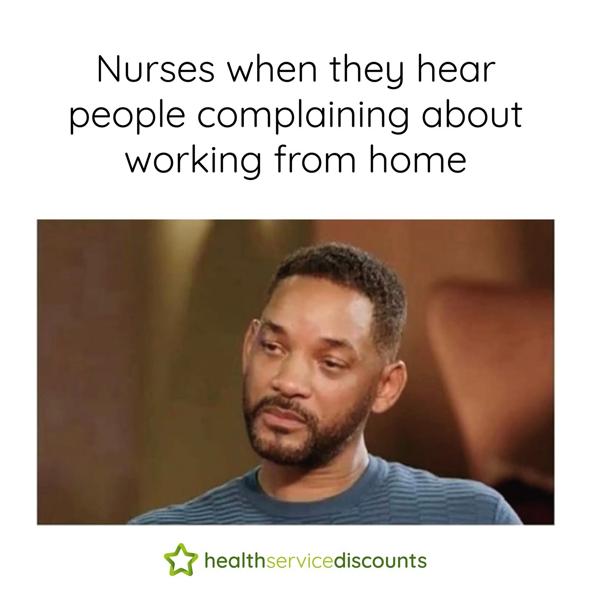 Nurses when they hear
people complaining about
working from home
healthservicediscounts